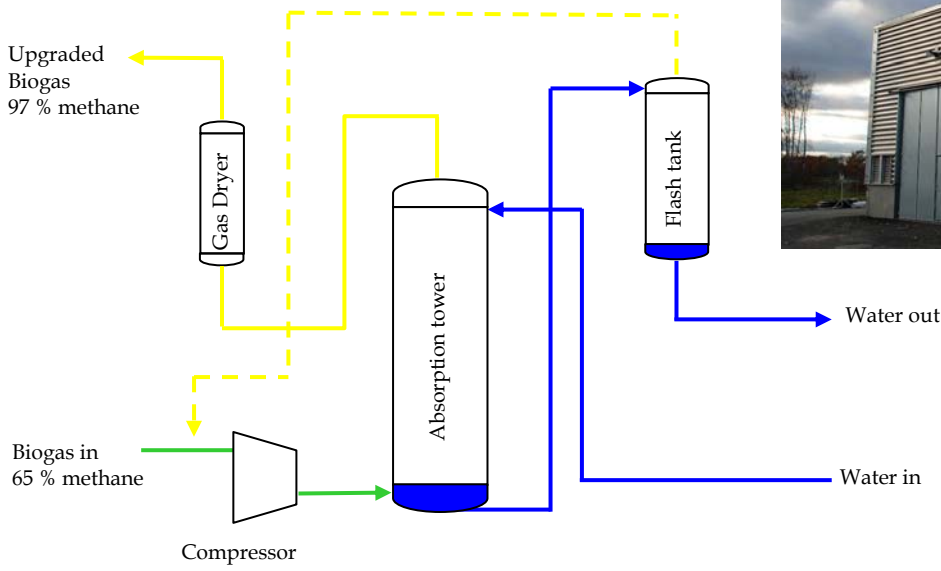 Upgraded
Biogas
97 % methane
Gas Dryer
Flash tank
Absorption tower
Water out
Biogas in
65 % methane
Water in
Compressor